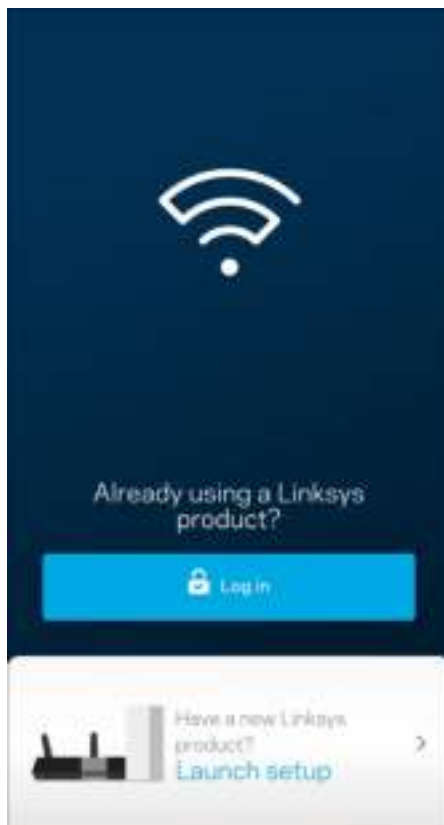 Already using a Linksys
product?
Log in
Have a new Linksys
product?
Launch setup